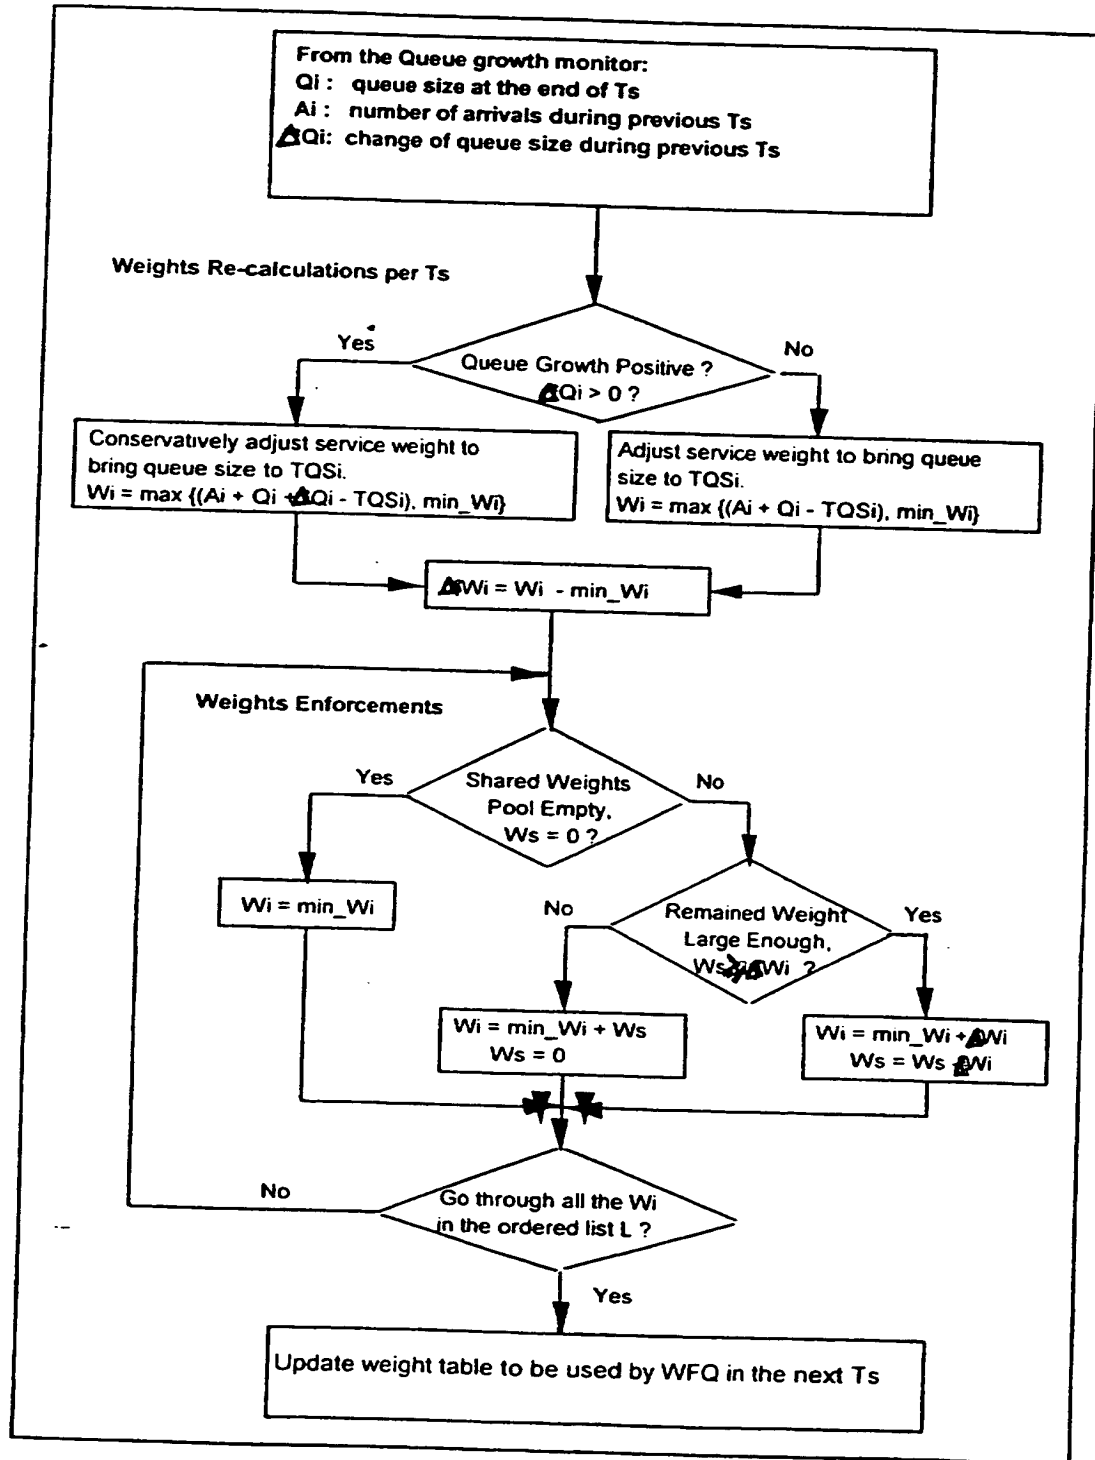 From the Queue growth monitor:
Qi : queue size at the end of Ts
Ai : number of arrivals during previous Ts
ΔQi: change of queue size during previous Ts
Weights Re-calculations per Ts
Yes
No
Queue Growth Positive ?
ΔQi > 0 ?
Conservatively adjust service weight to
bring queue size to TQSi.
Wi = max {(Ai + Qi + ΔQi - TQSi), min_Wi}
Adjust service weight to bring queue
size to TQSi.
Wi = max {(Ai + Qi - TQSi), min_Wi}
ΔWi = Wi - min_Wi
Weights Enforcements
Yes
No
Shared Weights
Pool Empty,
Ws = 0 ?
Wi = min_Wi
No
Yes
Remained Weight
Large Enough,
Ws ΔWi ?
Wi = min_Wi + Ws
Ws = 0
Wi = min_Wi + ΔWi
Ws = Ws - ΔWi
No
Go through all the Wi
in the ordered list L ?
Yes
Update weight table to be used by WFQ in the next Ts